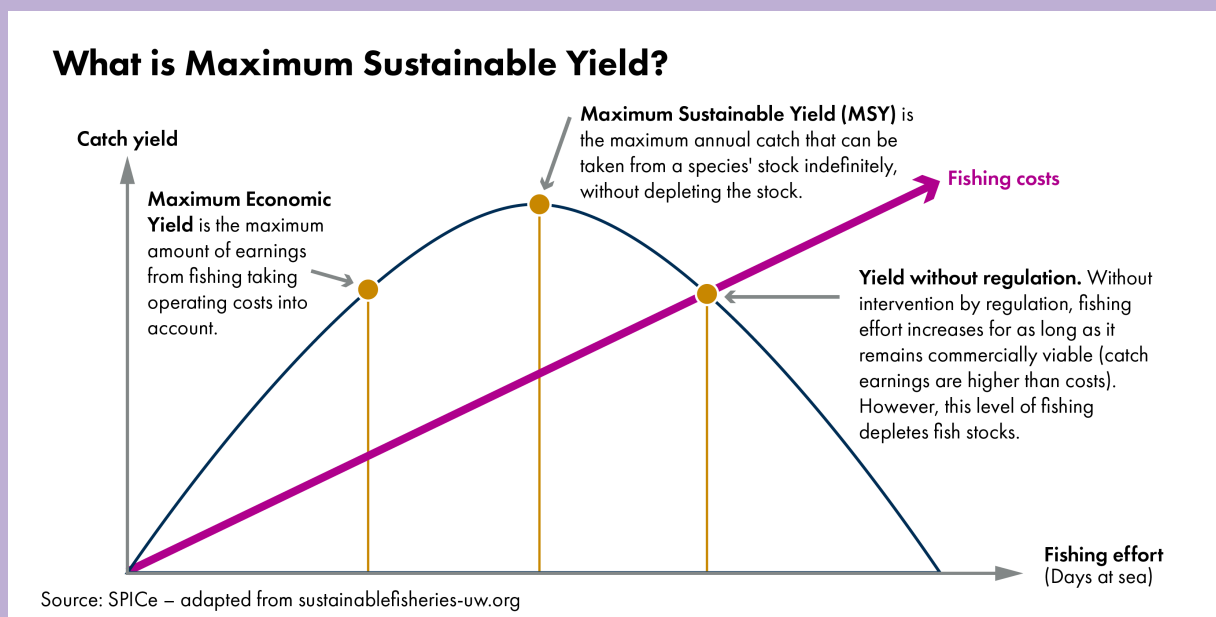 What is Maximum Sustainable Yield?
Catch yield
Maximum Economic
Yield is the maximum
amount of earnings
from fishing taking
operating costs into
account.
Maximum Sustainable Yield (MSY) is
the maximum annual catch that can be
taken from a species' stock indefinitely,
without depleting the stock.
Fishing costs
Yield without regulation. Without
intervention by regulation, fishing
effort increases for as long as it
remains commercially viable (catch
earnings are higher than costs).
However, this level of fishing
depletes fish stocks.
Fishing effort
(Days at sea)
Source: SPICe – adapted from sustainablefisheries-uw.org